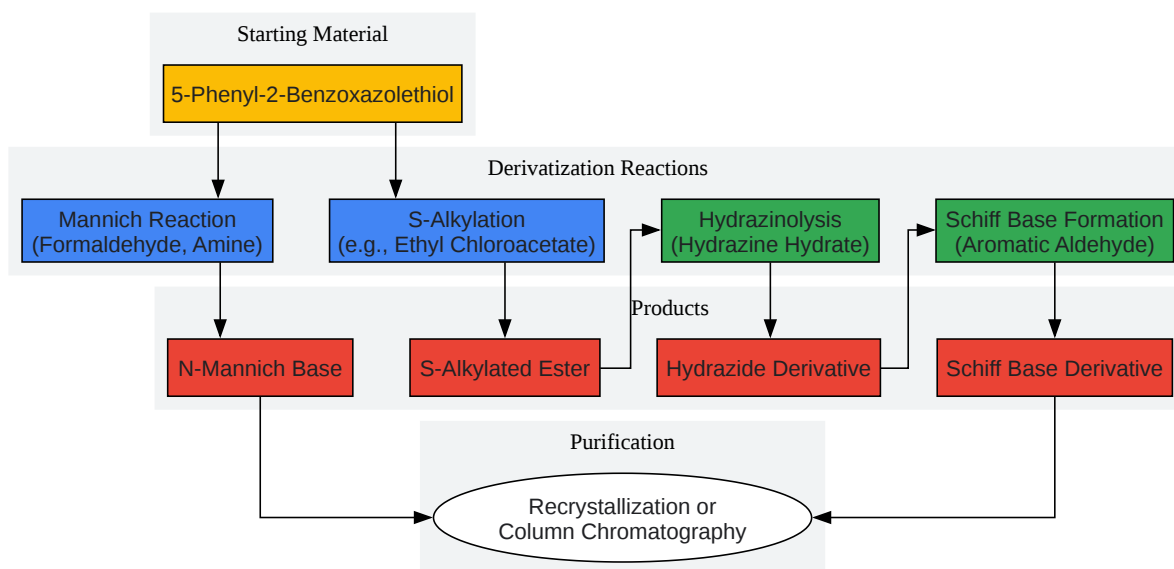 Starting Material
5-Phenyl-2-Benzoxazolethiol
Derivatization Reactions
Mannich Reaction
(Formaldehyde, Amine)
S-Alkylation
(e.g., Ethyl Chloroacetate)
Hydrazinolysis
(Hydrazine Hydrate)
Schiff Base Formation
(Aromatic Aldehyde)
Products
N-Mannich Base
S-Alkylated Ester
Hydrazide Derivative
Schiff Base Derivative
Purification
Recrystallization or
Column Chromatography